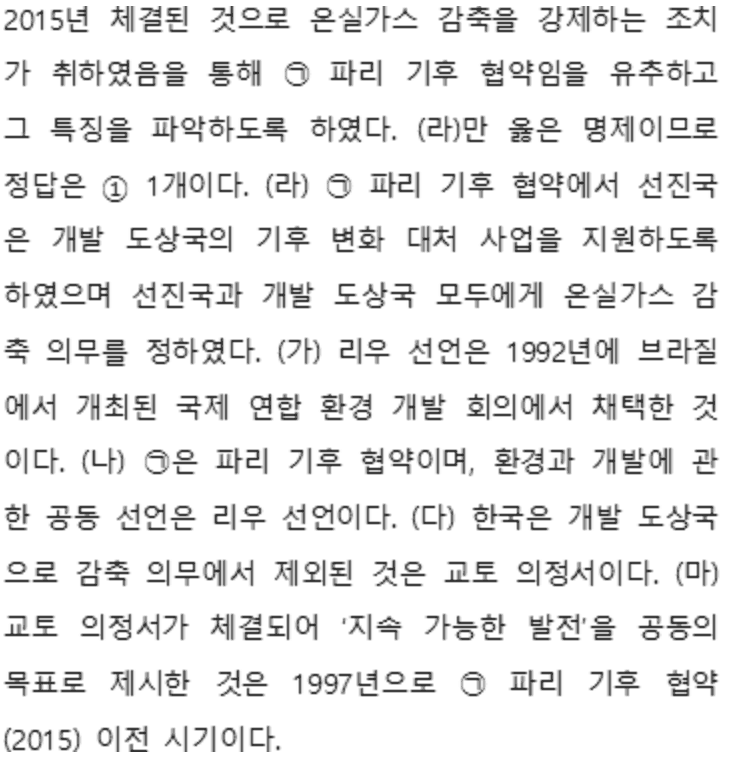 2015년 체결된 것으로 온실가스 감축을 강제하는 조치
가 취하였음을 통해 ㉠ 파리 기후 협약임을 유추하고
그 특징을 파악하도록 하였다. (라)만 옳은 명제이므로
정답은 ① 1개이다. (라) ㉠ 파리 기후 협약에서 선진국
은 개발 도상국의 기후 변화 대처 사업을 지원하도록
하였으며 선진국과 개발 도상국 모두에게 온실가스 감
축 의무를 정하였다. (가) 리우 선언은 1992년에 브라질
에서 개최된 국제 연합 환경 개발 회의에서 채택한 것
이다. (나) ㉠은 파리 기후 협약이며, 환경과 개발에 관
한 공동 선언은 리우 선언이다. (다) 한국은 개발 도상국
으로 감축 의무에서 제외된 것은 교토 의정서이다. (마)
교토 의정서가 체결되어 '지속 가능한 발전'을 공동의
목표로 제시한 것은 1997년으로 ㉠ 파리 기후 협약
(2015) 이전 시기이다.